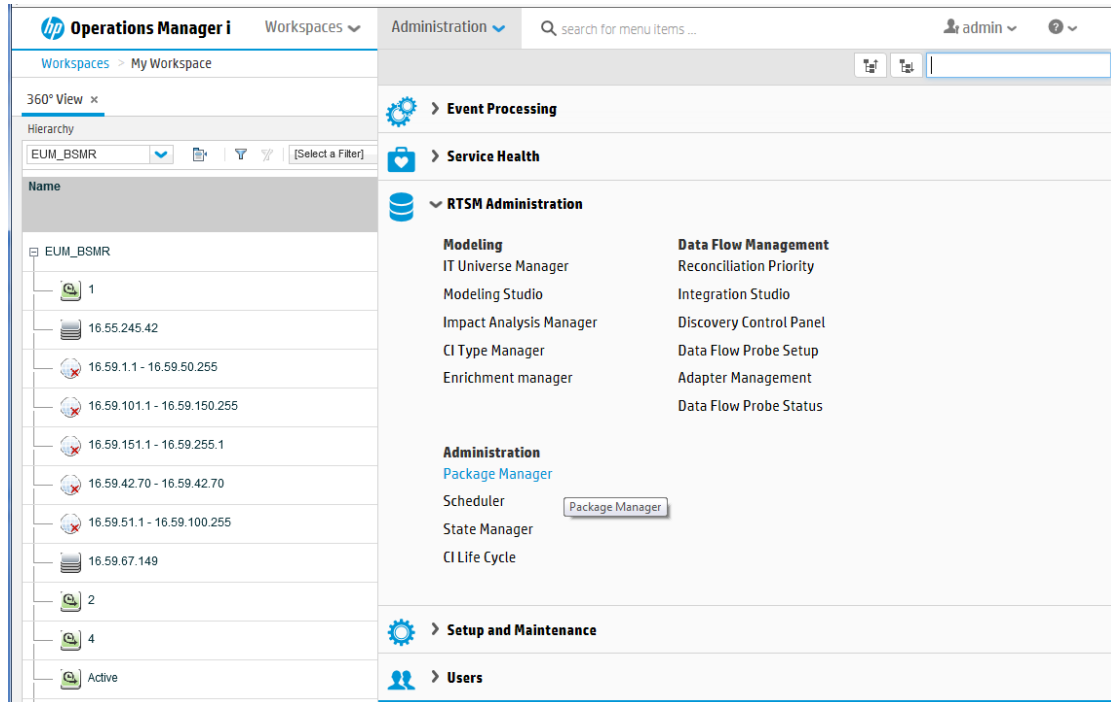 hp Operations Manager i Workspaces Administration search for menu items ... admin ?
Workspaces > My Workspace
360° View ×
Hierarchy
EUM_BSMR [Select a Filter]
Name
EUM_BSMR
1
16.55.245.42
16.59.1.1 - 16.59.50.255
16.59.101.1 - 16.59.150.255
16.59.151.1 - 16.59.255.1
16.59.42.70 - 16.59.42.70
16.59.51.1 - 16.59.100.255
16.59.67.149
2
4
Active
Event Processing
Service Health
RTSM Administration
Modeling
IT Universe Manager
Modeling Studio
Impact Analysis Manager
CI Type Manager
Enrichment manager
Data Flow Management
Reconciliation Priority
Integration Studio
Discovery Control Panel
Data Flow Probe Setup
Adapter Management
Data Flow Probe Status
Administration
Package Manager
Scheduler
Package Manager
State Manager
CI Life Cycle
Setup and Maintenance
Users